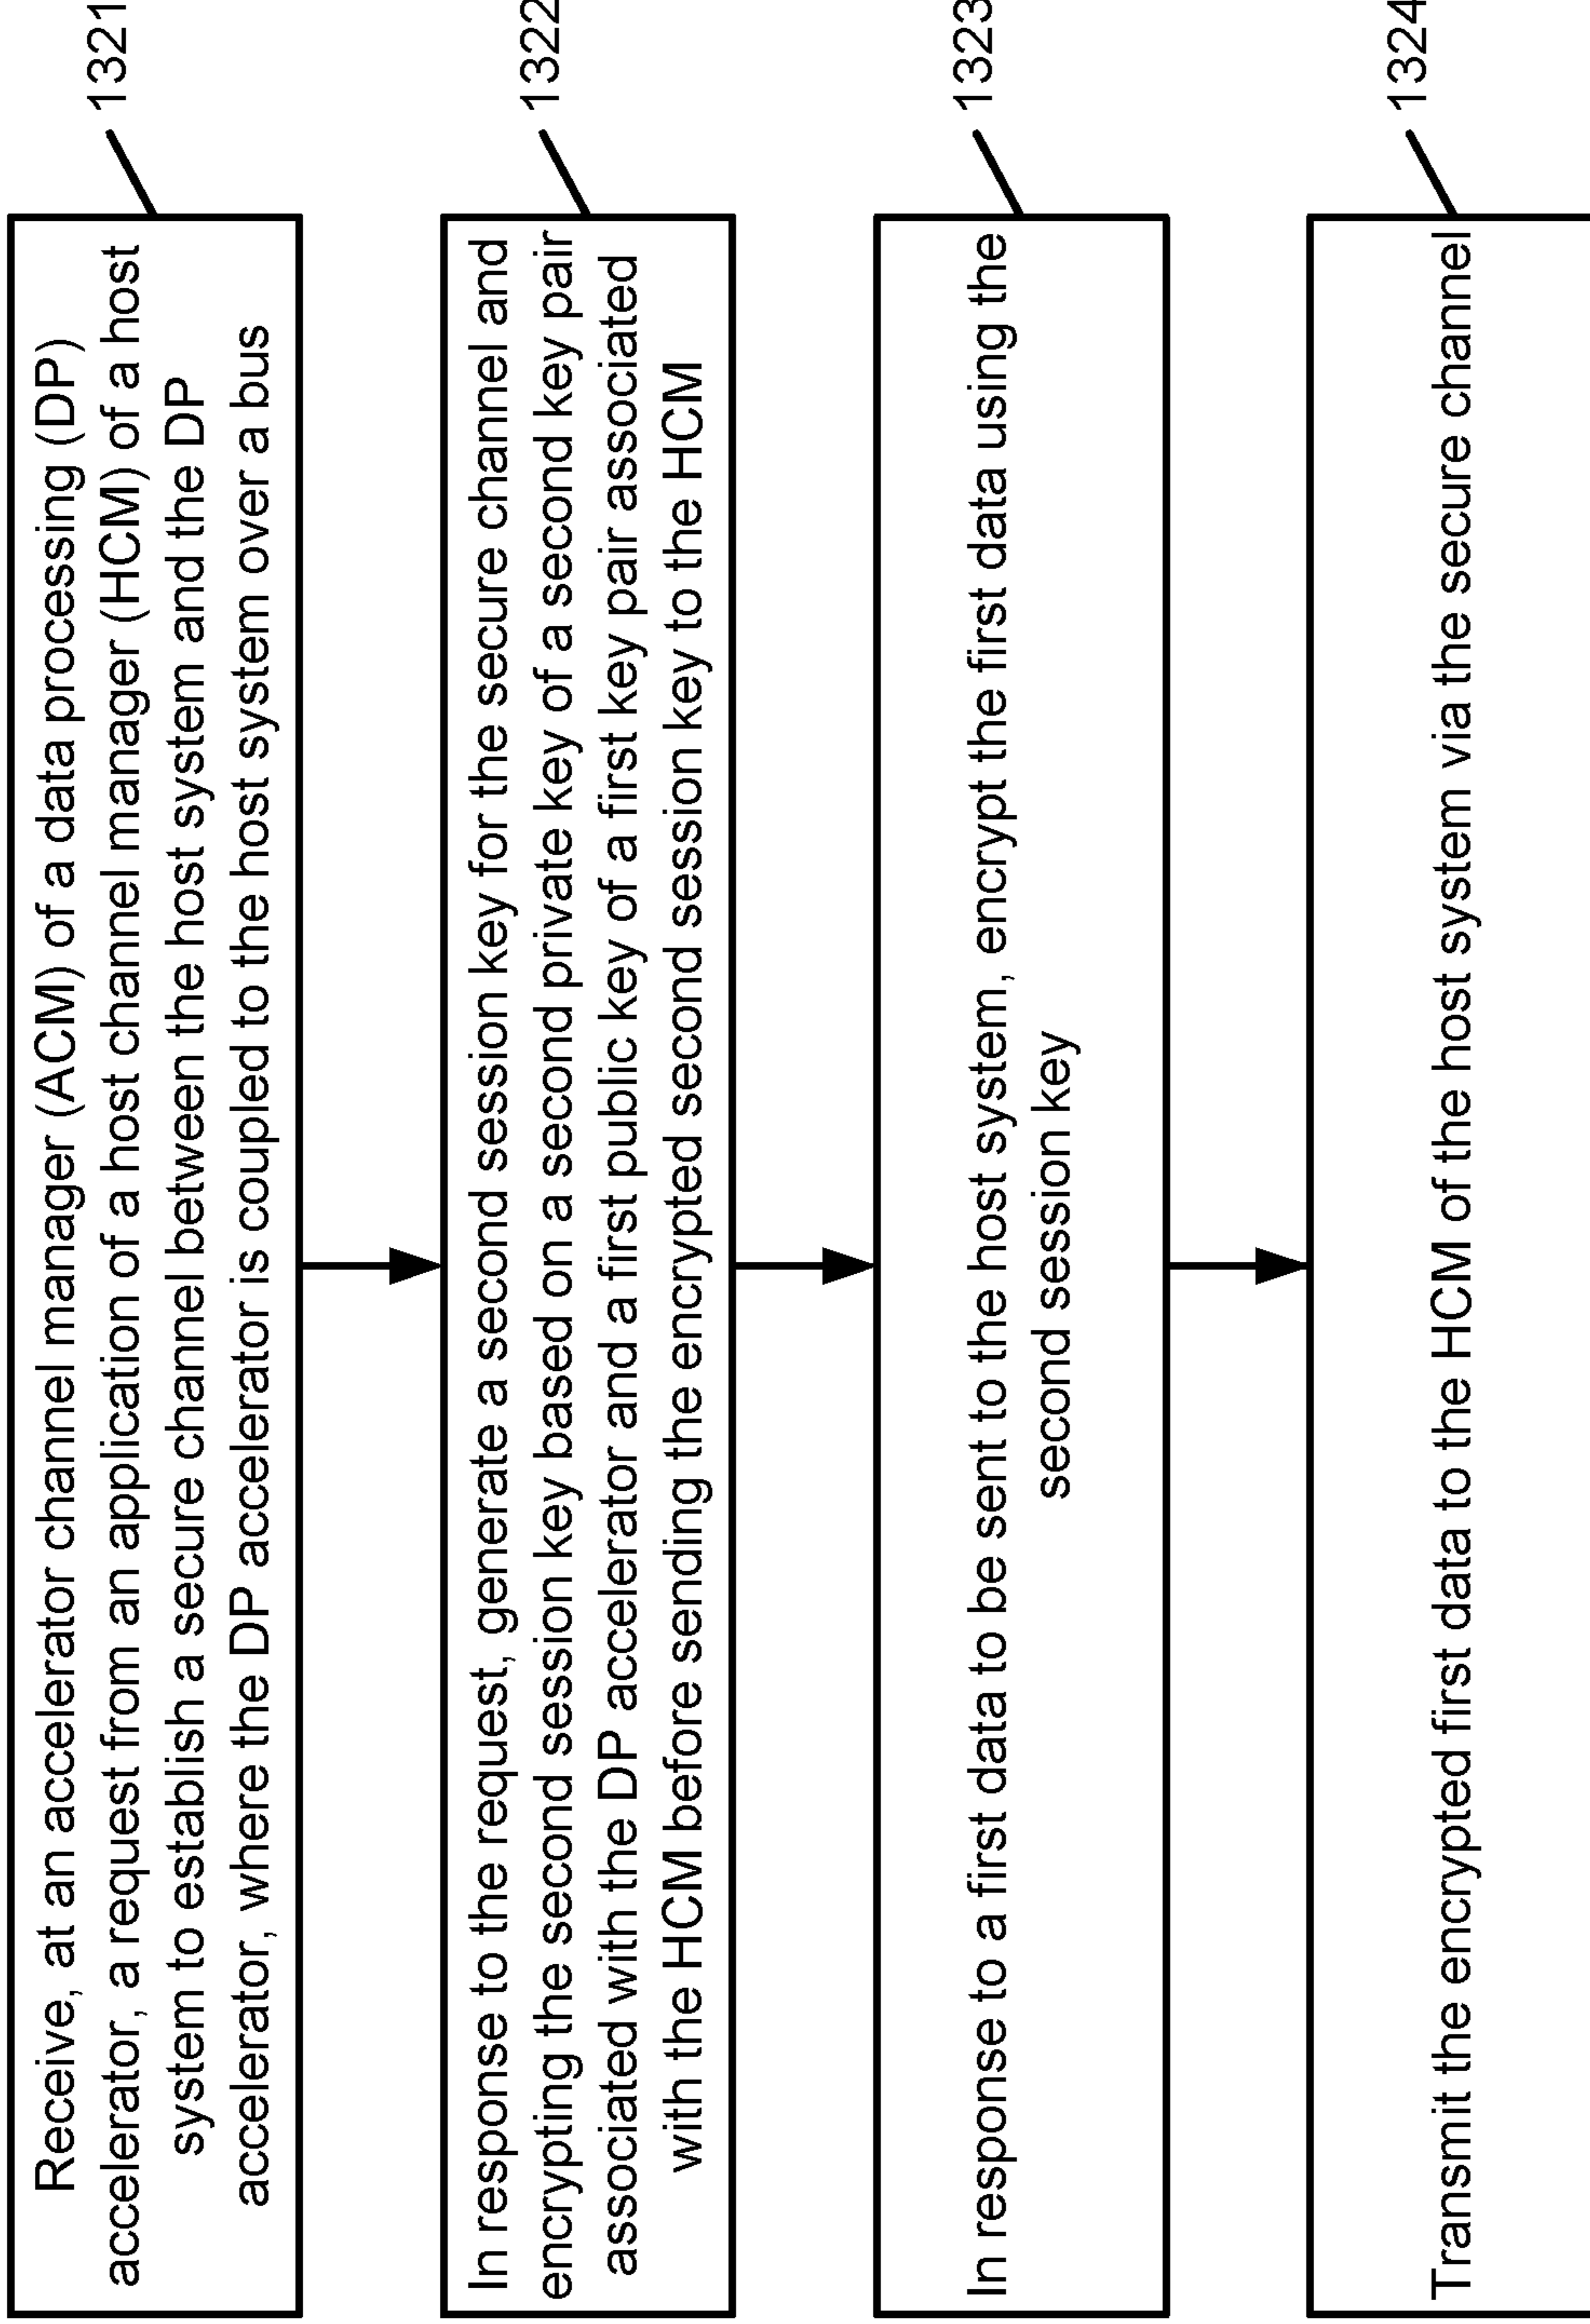 Receive, at an accelerator channel manager (ACM) of a data processing (DP)
accelerator, a request from an application of a host channel manager (HCM) of a host
system to establish a secure channel between the host system and the DP
accelerator, where the DP accelerator is coupled to the host system over a bus
1321
In response to the request, generate a second session key for the secure channel and
encrypting the second session key based on a second private key of a second key pair
associated with the DP accelerator and a first public key of a first key pair associated
with the HCM before sending the encrypted second session key to the HCM
1322
In response to a first data to be sent to the host system, encrypt the first data using the
second session key
1323
Transmit the encrypted first data to the HCM of the host system via the secure channel
1324